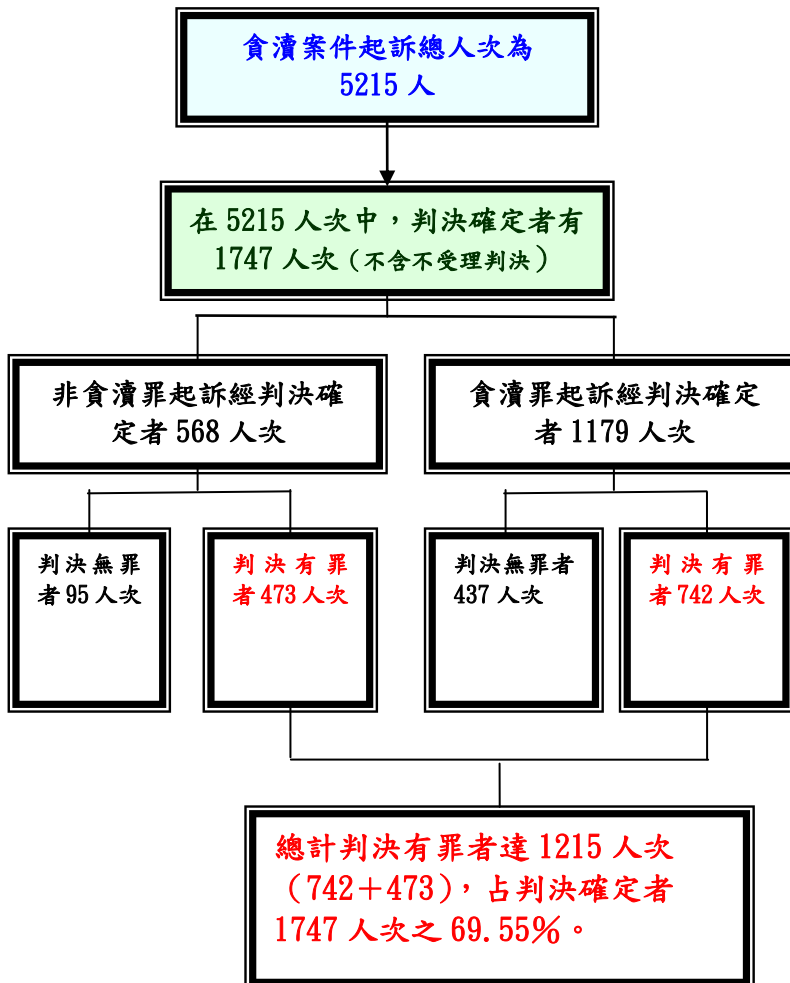 貪瀆案件起訴總人次為
5215 人
在 5215 人次中，判決確定者有
1747 人次（不含不受理判決）
非貪瀆罪起訴經判決確
定者 568 人次
貪瀆罪起訴經判決確定
者 1179 人次
判決無罪
者 95 人次
判決有罪
者 473 人次
判決無罪者
437 人次
判決有罪
者 742 人次
總計判決有罪者達 1215 人次
（742＋473），占判決確定者
1747 人次之 69.55％。